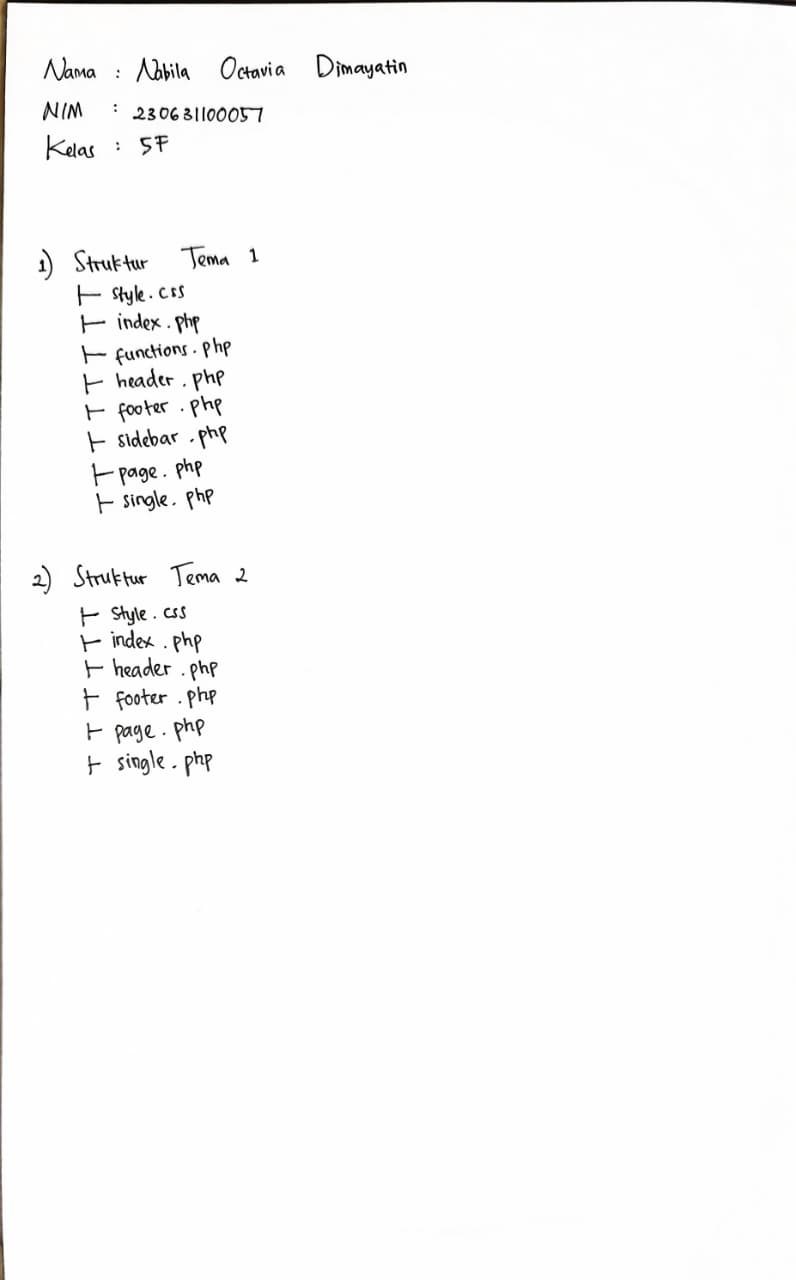 Nama : Nabila Octavia Dimayatin
NIM : 230631100057
Kelas : 5F
1) Struktur Tema 1
├ style.css
├ index.php
├ functions.php
├ header.php
├ footer.php
├ sidebar.php
├ page.php
├ single.php
2) Struktur Tema 2
├ style.css
├ index.php
├ header.php
├ footer.php
├ page.php
├ single.php